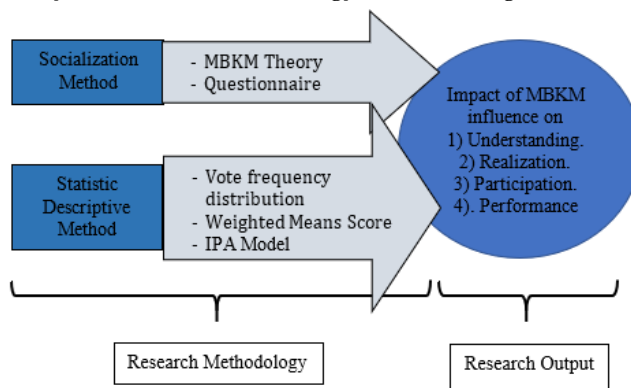 Socialization
Method
- MBKM Theory
- Questionnaire
Statistic
Descriptive
Method
- Vote frequency
distribution
- Weighted Means Score
- IPA Model
Impact of MBKM
influence on
1) Understanding.
2) Realization.
3) Participation.
4). Performance
Research Methodology
Research Output